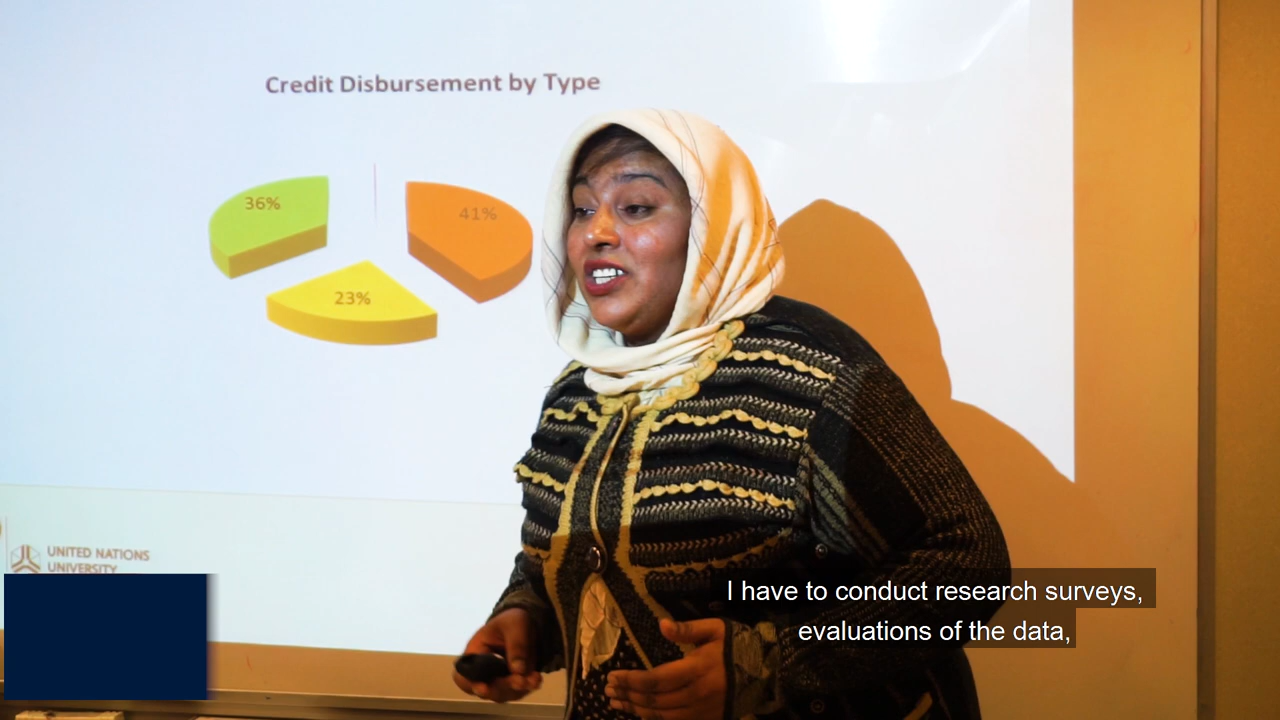 Credit Disbursement by Type
36%
41%
23%
UNITED NATIONS
UNIVERSITY
I have to conduct research surveys,
evaluations of the data,